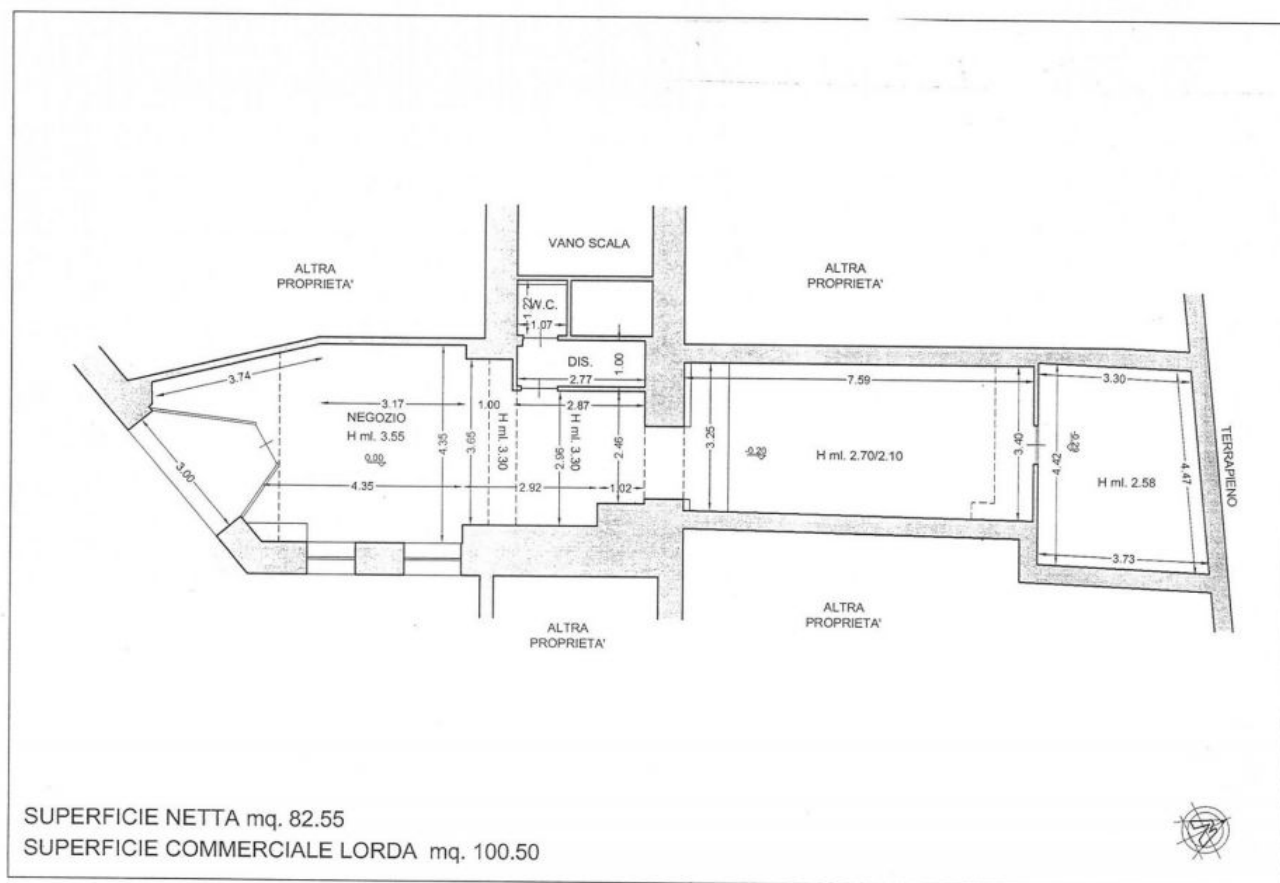 VANO SCALA
ALTRA
PROPRIETA'
ALTRA
PROPRIETA'
W.C.
1.07
DIS.
1.00
2.77
3.74
3.17
1.00
2.87
7.59
3.30
NEGOZIO
H ml. 3.55
0.00
4.35
3.65
H ml. 3.30
2.96
H ml. 3.30
2.46
3.25
-0.20
H ml. 2.70/2.10
3.40
4.42
H ml. 2.58
4.47
TERRAPIENO
3.00
4.35
2.92
1.02
3.73
ALTRA
PROPRIETA'
ALTRA
PROPRIETA'
SUPERFICIE NETTA mq. 82.55
SUPERFICIE COMMERCIALE LORDA mq. 100.50